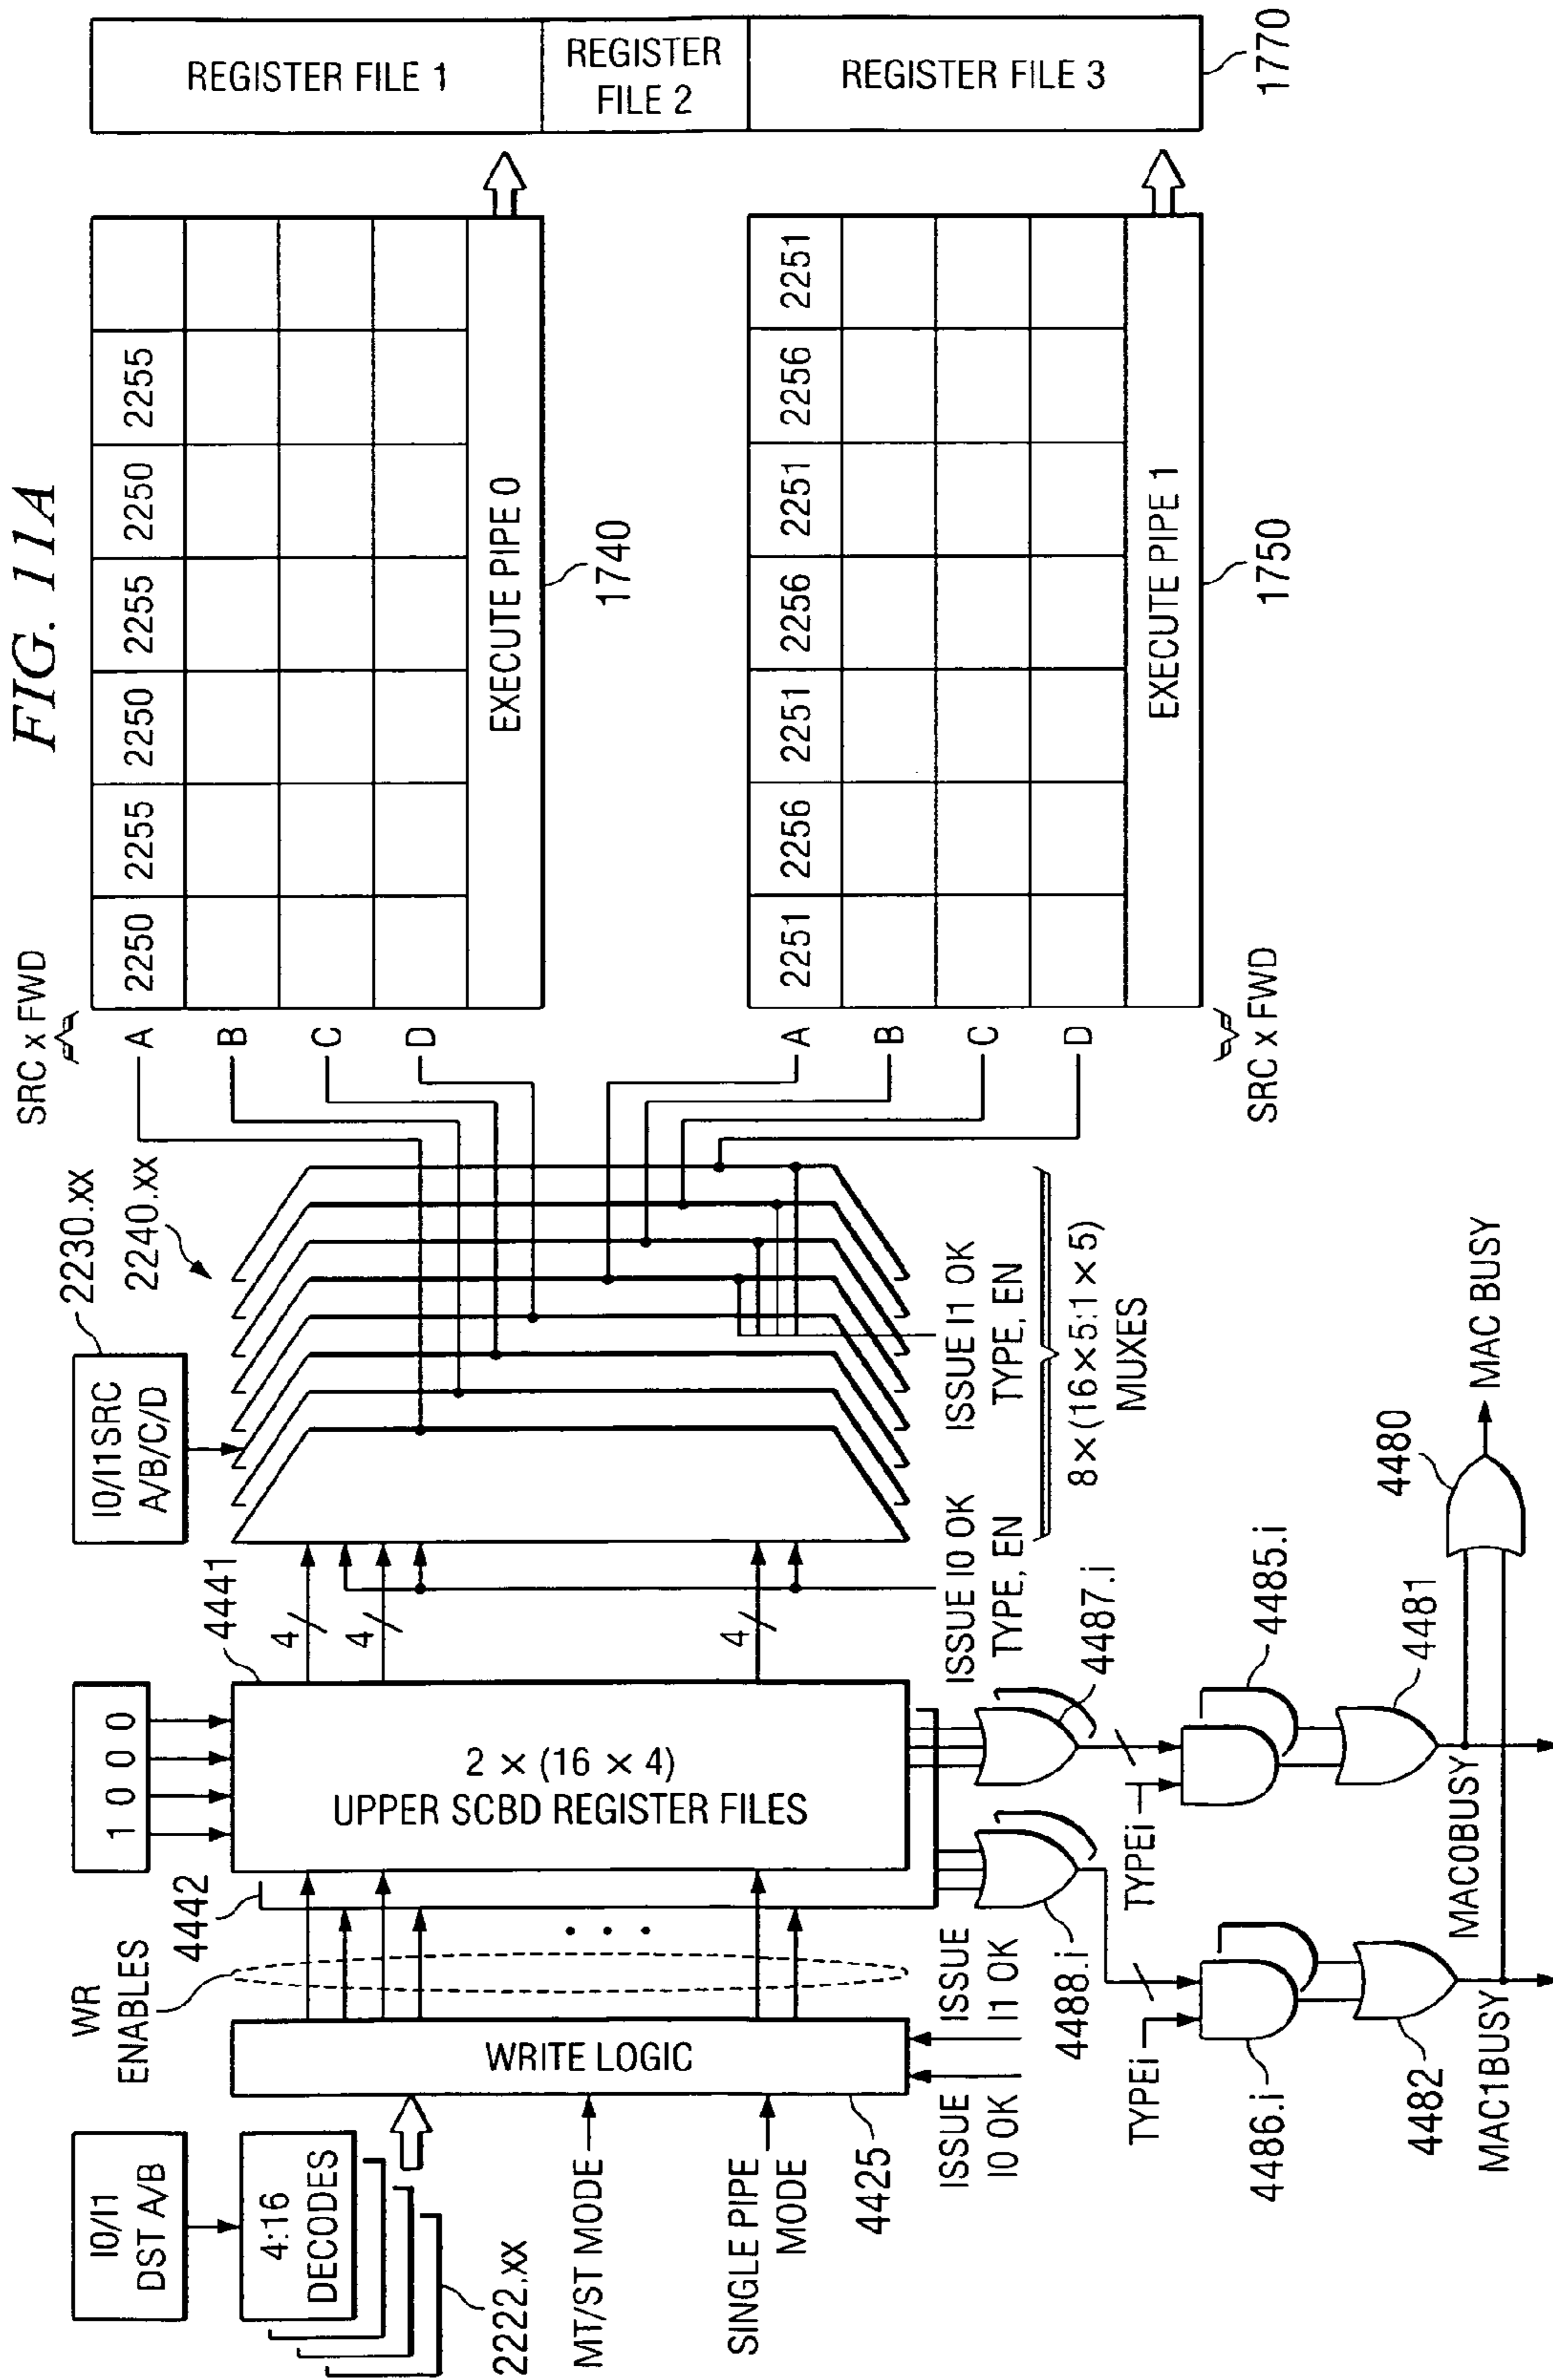 FIG. 11A
I0/I1
DST A/B
4:16
DECODES
2222.xx
MT/ST MODE
SINGLE PIPE
MODE
4425
WRITE LOGIC
ISSUE
I0 OK
ISSUE
I1 OK
WR
ENABLES
4442
1 0 0 0
4441
2 × (16 × 4)
UPPER SCBD REGISTER FILES
4
4
4
I0/I1SRC
A/B/C/D
2230.xx
2240.xx
ISSUE I0 OK
TYPE, EN
ISSUE I1 OK
TYPE, EN
8×(16×5:1×5)
MUXES
SRC x FWD
A
B
C
D
2250
2255
2250
2255
2250
2255
EXECUTE PIPE 0
1740
A
B
C
D
2251
2256
2251
2256
2251
2256
2251
EXECUTE PIPE 1
1750
SRC x FWD
REGISTER FILE 1
REGISTER
FILE 2
REGISTER FILE 3
1770
4488.i
4487.i
TYPEi
4486.i
4482
MAC1BUSY
TYPEi
4485.i
4481
MAC0BUSY
4480
MAC BUSY